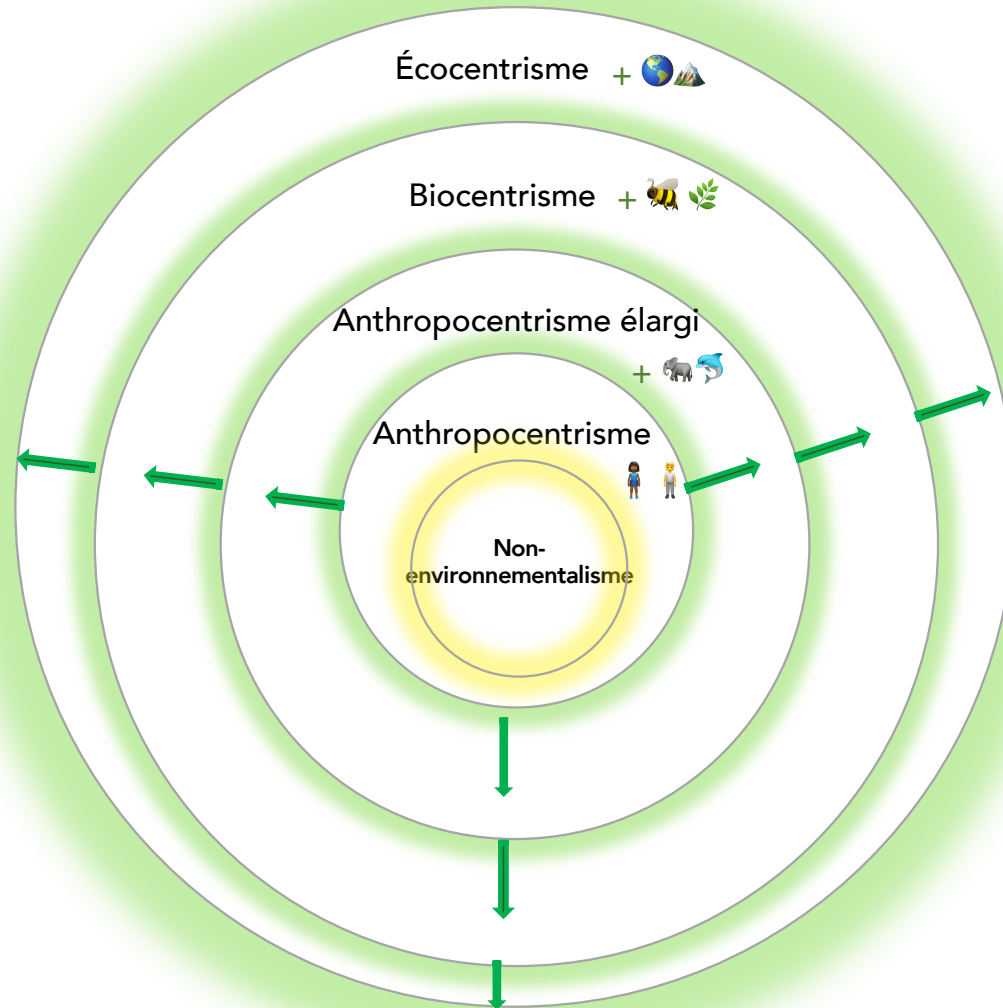 Écocentrisme + 🌎⛰️
Biocentrisme + 🐝🌿
Anthropocentrisme élargi
+ 🐘🐬
Anthropocentrisme
Non-
environnementalisme